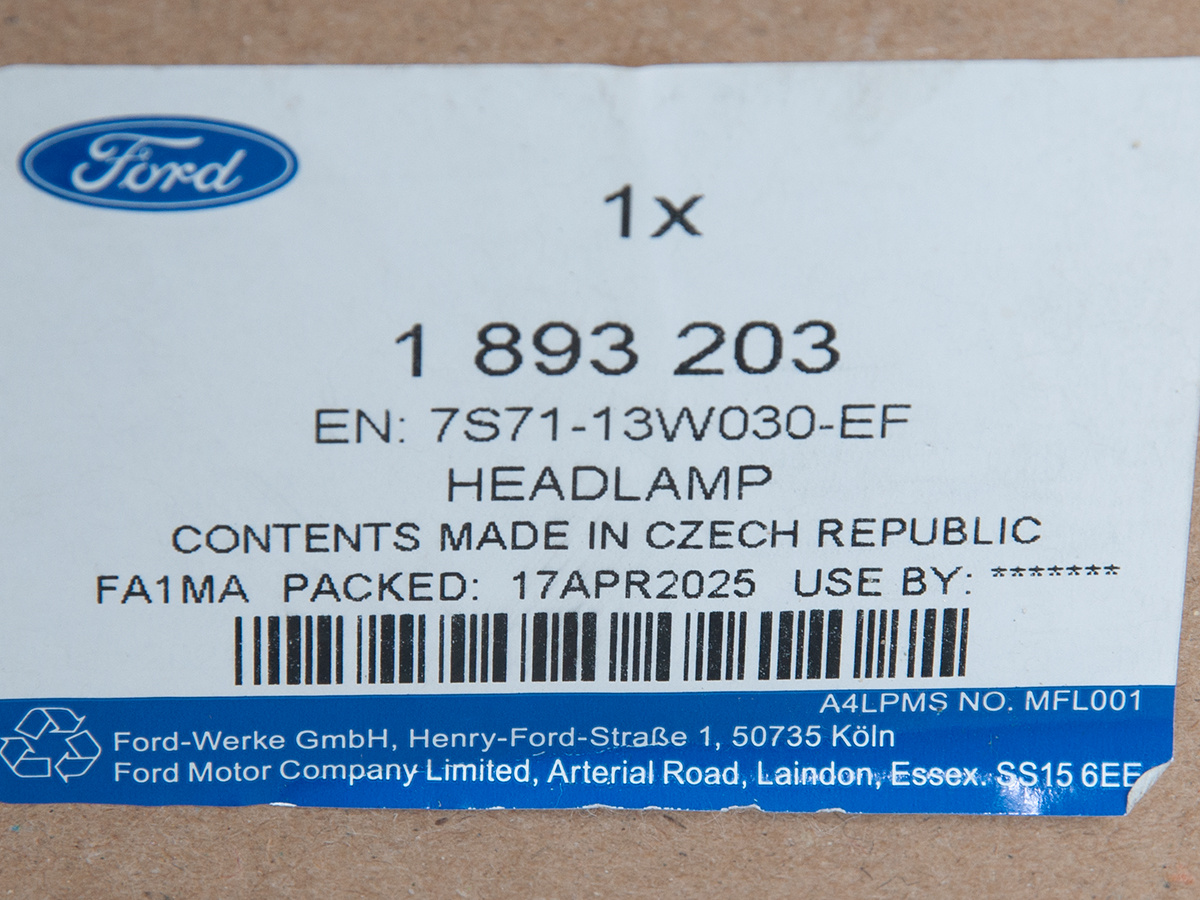 Ford
1x
1 893 203
EN: 7S71-13W030-EF
HEADLAMP
CONTENTS MADE IN CZECH REPUBLIC
FA1MA PACKED: 17APR2025 USE BY: *******
A4LPMS NO. MFL001
Ford-Werke GmbH, Henry-Ford-Straße 1, 50735 Köln
Ford Motor Company Limited, Arterial Road, Laindon, Essex. SS15 6EE